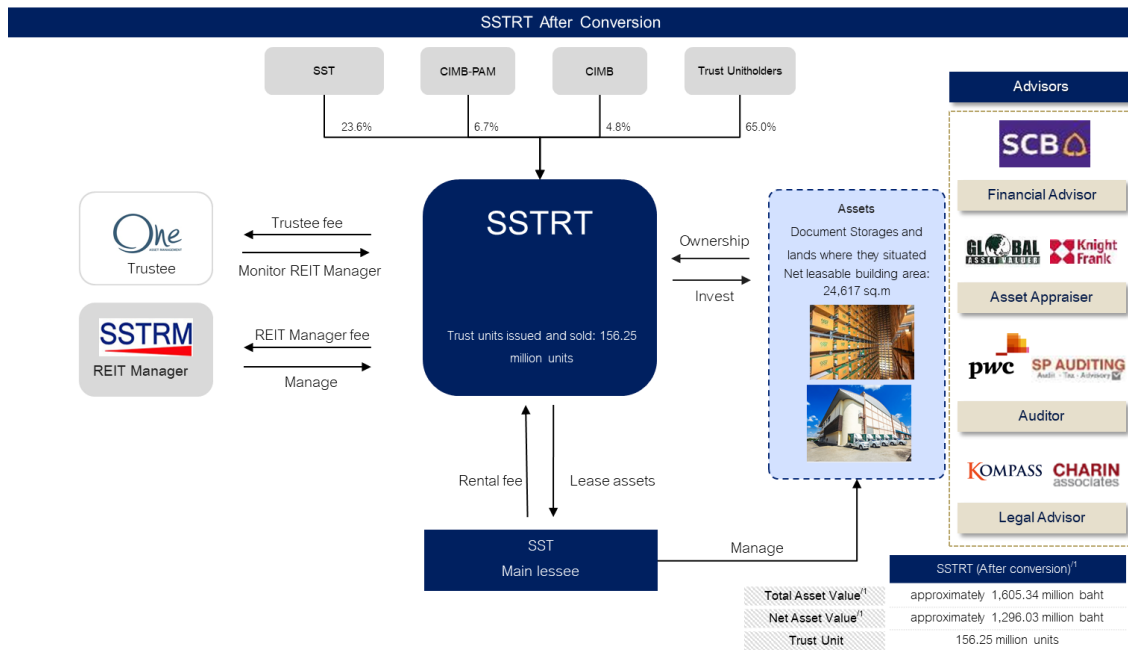 SSTRT After Conversion
SST
CIMB-PAM
CIMB
Trust Unitholders
23.6%
6.7%
4.8%
65.0%
Advisors
SCB
Financial Advisor
GLOBAL
ASSET VALUER
Knight
Frank
Asset Appraiser
pwc
SP AUDITING
Audit - Tax - Advisory
Auditor
KOMPASS
CHARIN
associates
Legal Advisor
One
ASSET MANAGEMENT
Trustee
Trustee fee
Monitor REIT Manager
SSTRM
REIT Manager
REIT Manager fee
Manage
SSTRT
Trust units issued and sold: 156.25
million units
Ownership
Invest
Assets
Document Storages and
lands where they situated
Net leasable building area:
24,617 sq.m
Rental fee
Lease assets
SST
Main lessee
Manage
SSTRT (After conversion)/1
Total Asset Value/1
approximately 1,605.34 million baht
Net Asset Value/1
approximately 1,296.03 million baht
Trust Unit
156.25 million units